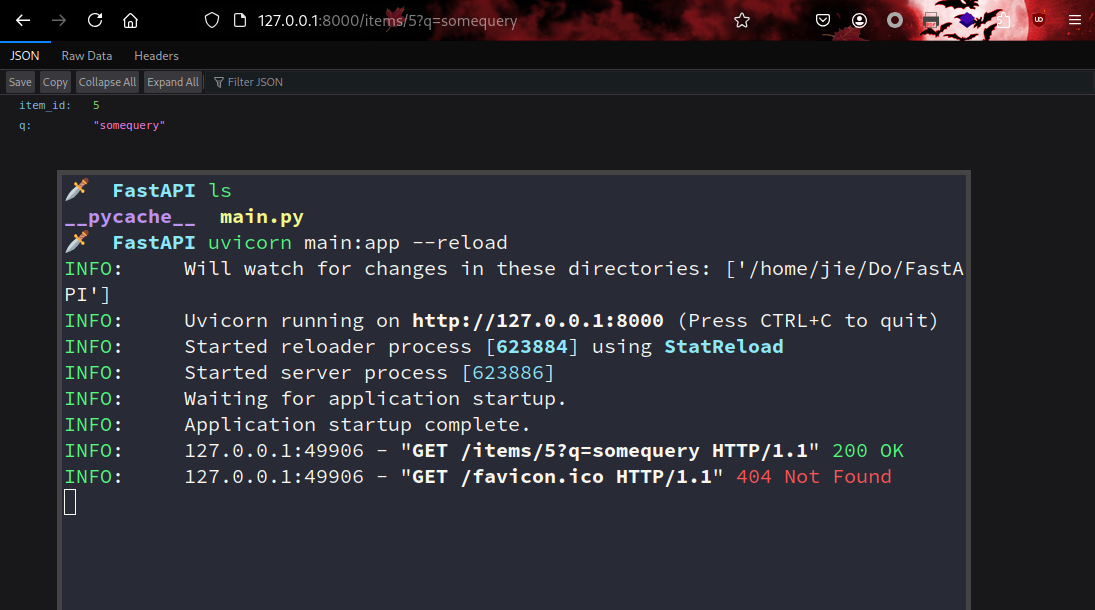 127.0.0.1:8000/items/5?q=somequery
JSON Raw Data Headers
Save Copy Collapse All Expand All Filter JSON
item_id: 5
q: "somequery"
FastAPI ls
__pycache__ main.py
FastAPI uvicorn main:app --reload
INFO: Will watch for changes in these directories: ['/home/jie/Do/FastA
PI']
INFO: Uvicorn running on http://127.0.0.1:8000 (Press CTRL+C to quit)
INFO: Started reloader process [623884] using StatReload
INFO: Started server process [623886]
INFO: Waiting for application startup.
INFO: Application startup complete.
INFO: 127.0.0.1:49906 - "GET /items/5?q=somequery HTTP/1.1" 200 OK
INFO: 127.0.0.1:49906 - "GET /favicon.ico HTTP/1.1" 404 Not Found